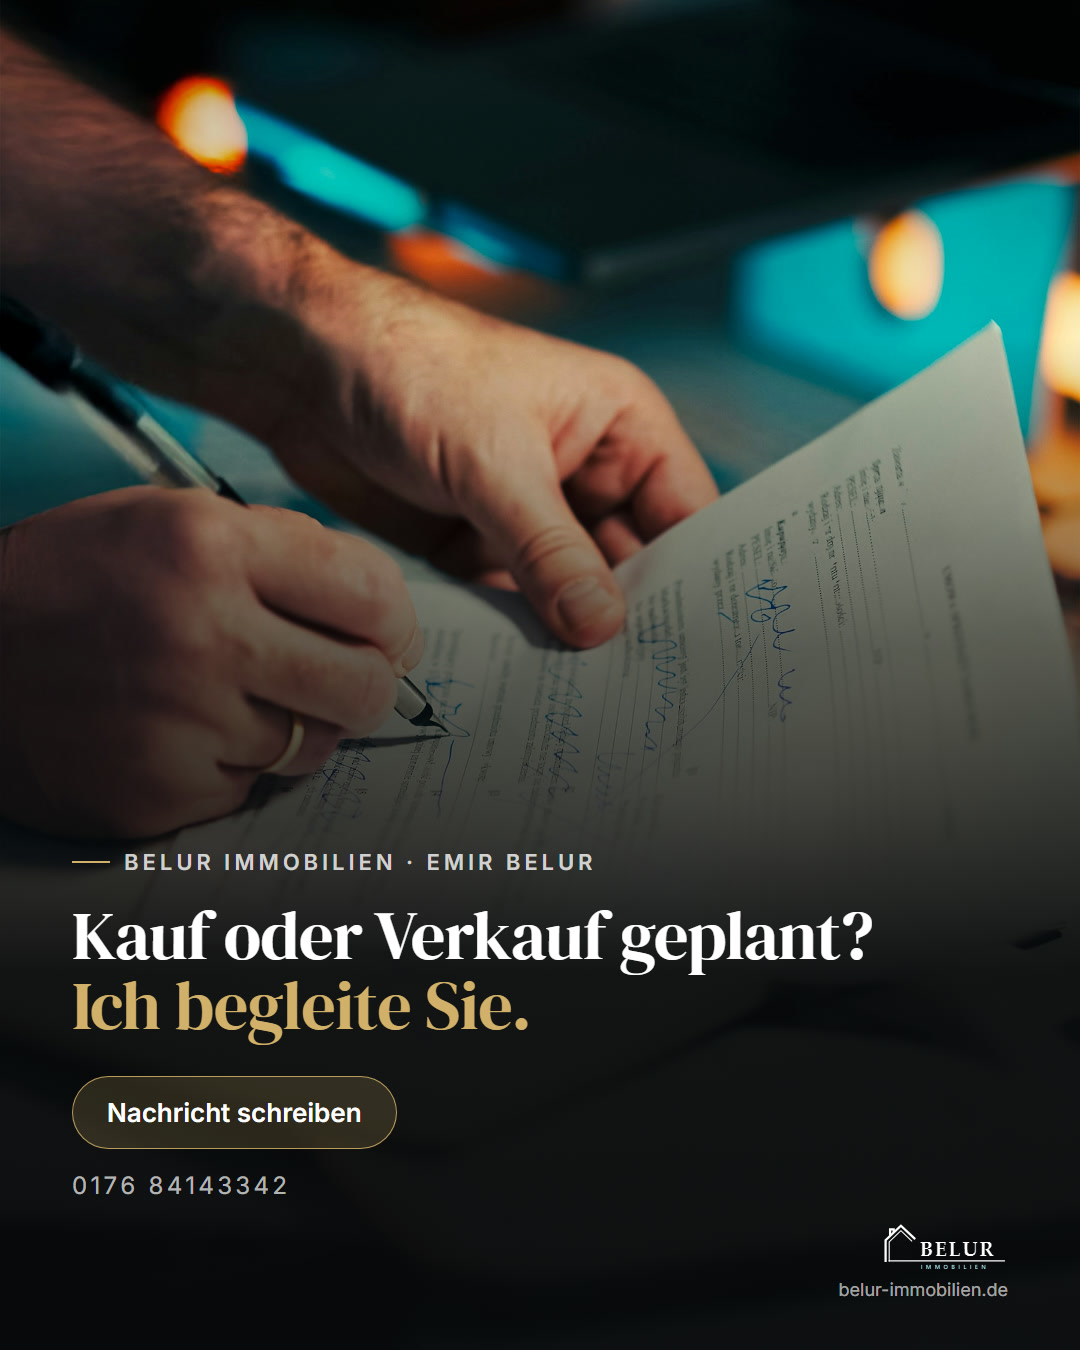 BELUR IMMOBILIEN · EMIR BELUR
Kauf oder Verkauf geplant?
Ich begleite Sie.
Nachricht schreiben
0176 84143342
BELUR
IMMOBILIEN
belur-immobilien.de